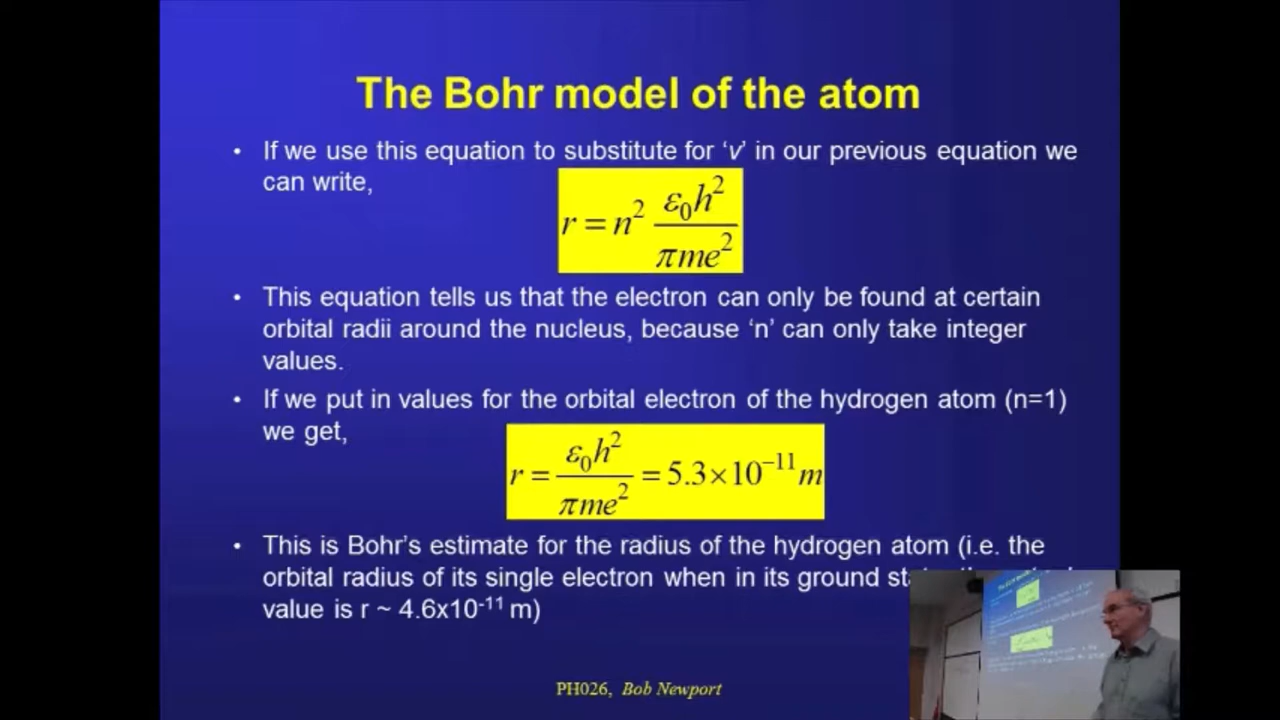 The Bohr model of the atom
• If we use this equation to substitute for ‘v’ in our previous equation we
can write,
r = n² ε₀h² / πme²
• This equation tells us that the electron can only be found at certain
orbital radii around the nucleus, because ‘n’ can only take integer
values.
• If we put in values for the orbital electron of the hydrogen atom (n=1)
we get,
r = ε₀h² / πme² = 5.3×10⁻¹¹ m
• This is Bohr’s estimate for the radius of the hydrogen atom (i.e. the
orbital radius of its single electron when in its ground
value is r ~ 4.6x10⁻¹¹ m)
PH026, Bob Newport